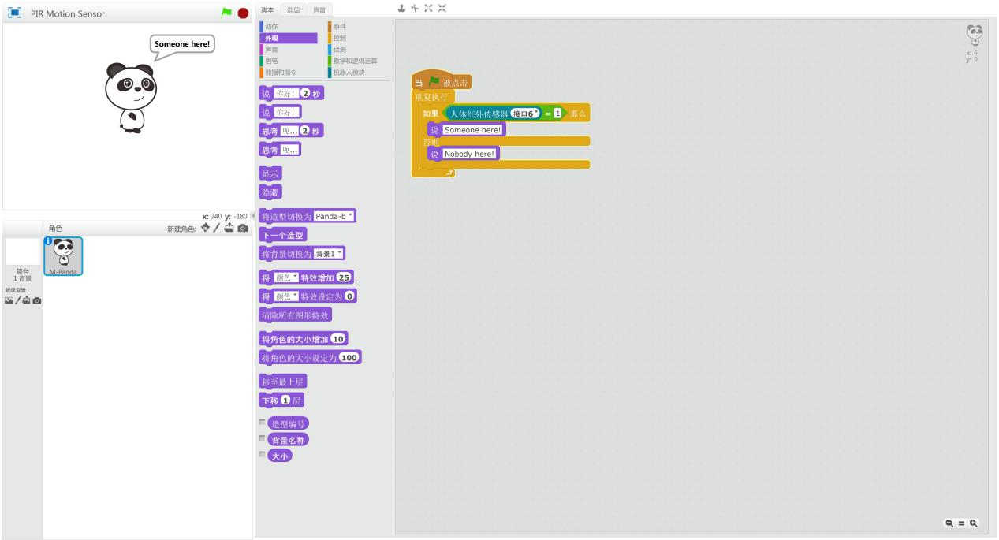 PIR Motion Sensor
Someone here!
x: 240 y: -180
角色
新建角色:
舞台
1 背景
新建背景
M-Panda
脚本
造型
声音
动作
事件
外观
控制
声音
侦测
画笔
数字和逻辑运算
数据和指令
机器人模块
说 你好! 2 秒
说 你好!
思考 呃... 2 秒
思考 呃...
显示
隐藏
将造型切换为 Panda-b
下一个造型
将背景切换为 背景1
将 颜色 特效增加 25
将 颜色 特效设定为 0
清除所有图形特效
将角色的大小增加 10
将角色的大小设定为 100
移至最上层
下移 1 层
造型编号
背景名称
大小
当 被点击
重复执行
如果 人体红外传感器 接口6 = 1 那么
说 Someone here!
否则
说 Nobody here!
x: 4
y: 9